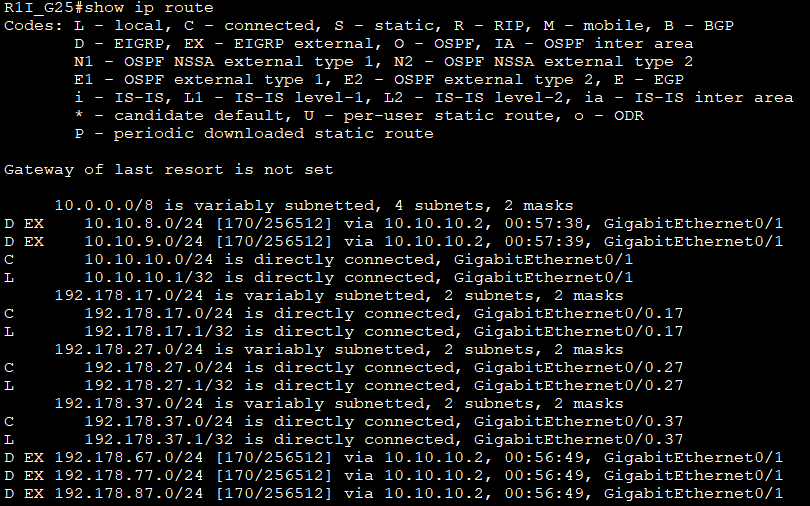 R1I_G25#show ip route
Codes: L - local, C - connected, S - static, R - RIP, M - mobile, B - BGP
       D - EIGRP, EX - EIGRP external, O - OSPF, IA - OSPF inter area
       N1 - OSPF NSSA external type 1, N2 - OSPF NSSA external type 2
       E1 - OSPF external type 1, E2 - OSPF external type 2, E - EGP
       i - IS-IS, L1 - IS-IS level-1, L2 - IS-IS level-2, ia - IS-IS inter area
       * - candidate default, U - per-user static route, o - ODR
       P - periodic downloaded static route
Gateway of last resort is not set
     10.0.0.0/8 is variably subnetted, 4 subnets, 2 masks
D EX    10.10.8.0/24 [170/256512] via 10.10.10.2, 00:57:38, GigabitEthernet0/1
D EX    10.10.9.0/24 [170/256512] via 10.10.10.2, 00:57:39, GigabitEthernet0/1
C       10.10.10.0/24 is directly connected, GigabitEthernet0/1
L       10.10.10.1/32 is directly connected, GigabitEthernet0/1
     192.178.17.0/24 is variably subnetted, 2 subnets, 2 masks
C       192.178.17.0/24 is directly connected, GigabitEthernet0/0.17
L       192.178.17.1/32 is directly connected, GigabitEthernet0/0.17
     192.178.27.0/24 is variably subnetted, 2 subnets, 2 masks
C       192.178.27.0/24 is directly connected, GigabitEthernet0/0.27
L       192.178.27.1/32 is directly connected, GigabitEthernet0/0.27
     192.178.37.0/24 is variably subnetted, 2 subnets, 2 masks
C       192.178.37.0/24 is directly connected, GigabitEthernet0/0.37
L       192.178.37.1/32 is directly connected, GigabitEthernet0/0.37
D EX 192.178.67.0/24 [170/256512] via 10.10.10.2, 00:56:49, GigabitEthernet0/1
D EX 192.178.77.0/24 [170/256512] via 10.10.10.2, 00:56:49, GigabitEthernet0/1
D EX 192.178.87.0/24 [170/256512] via 10.10.10.2, 00:56:49, GigabitEthernet0/1